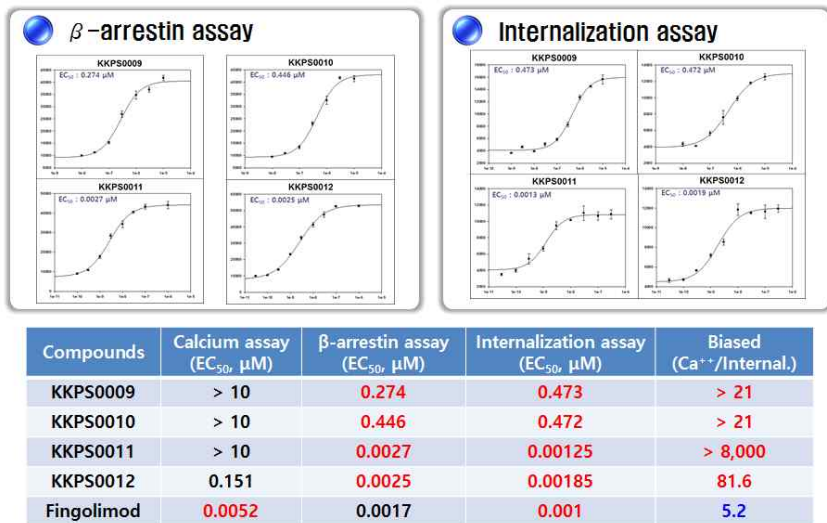 β-arrestin assay
KKPS0009
EC50 : 0.274 μM
KKPS0010
EC50 : 0.446 μM
KKPS0011
EC50 : 0.0027 μM
KKPS0012
EC50 : 0.0025 μM
Internalization assay
KKPS0009
EC50 : 0.473 μM
KKPS0010
EC50 : 0.472 μM
KKPS0011
EC50 : 0.0013 μM
KKPS0012
EC50 : 0.0019 μM
Compounds Calcium assay (EC50, μM) β-arrestin assay (EC50, μM) Internalization assay (EC50, μM) Biased (Ca++/Internal.)
KKPS0009 > 10 0.274 0.473 > 21
KKPS0010 > 10 0.446 0.472 > 21
KKPS0011 > 10 0.0027 0.00125 > 8,000
KKPS0012 0.151 0.0025 0.00185 81.6
Fingolimod 0.0052 0.0017 0.001 5.2